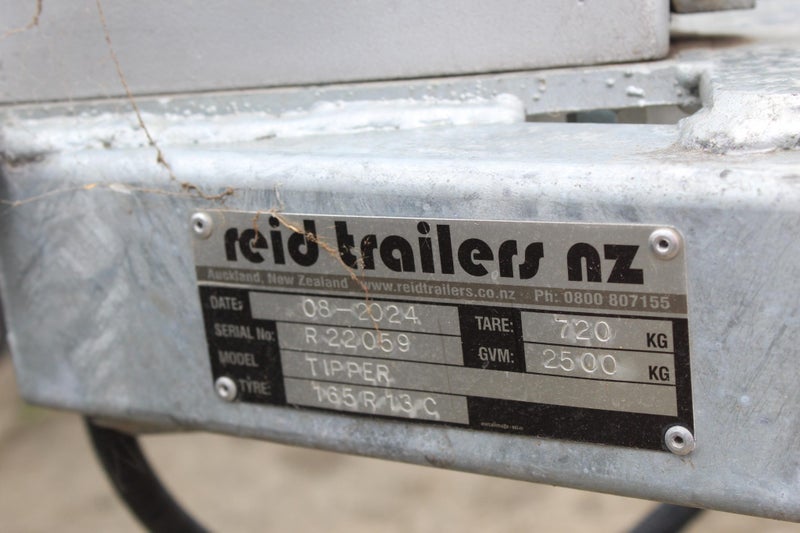 reid trailers nz
Auckland, New Zealand www.reidtrailers.co.nz Ph: 0800 807155
DATE: 08-2024 TARE: 720 KG
SERIAL No: R 22059 GVM: 2500 KG
MODEL TIPPER
TYRE: 165R13C